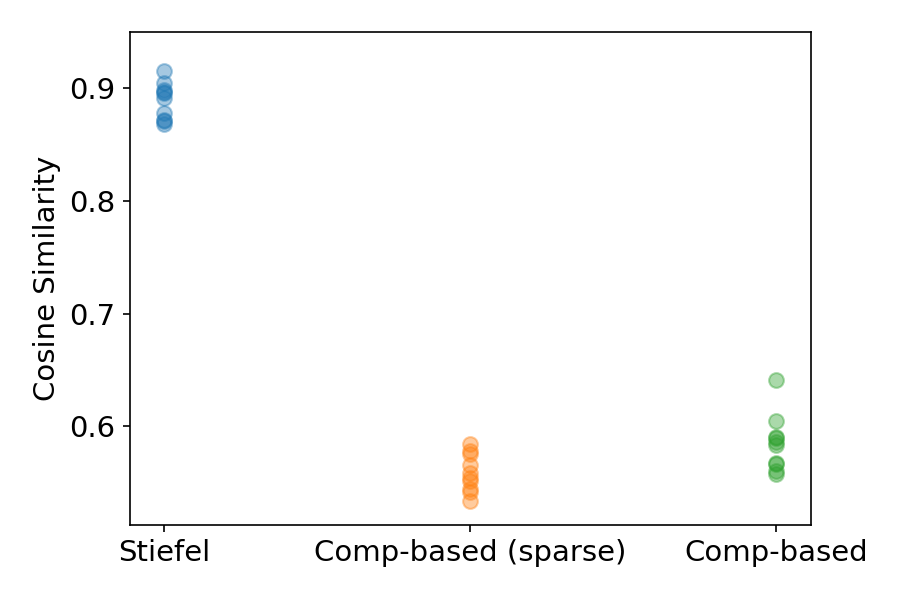 Cosine Similarity
0.9
0.8
0.7
0.6
Stiefel
Comp-based (sparse)
Comp-based